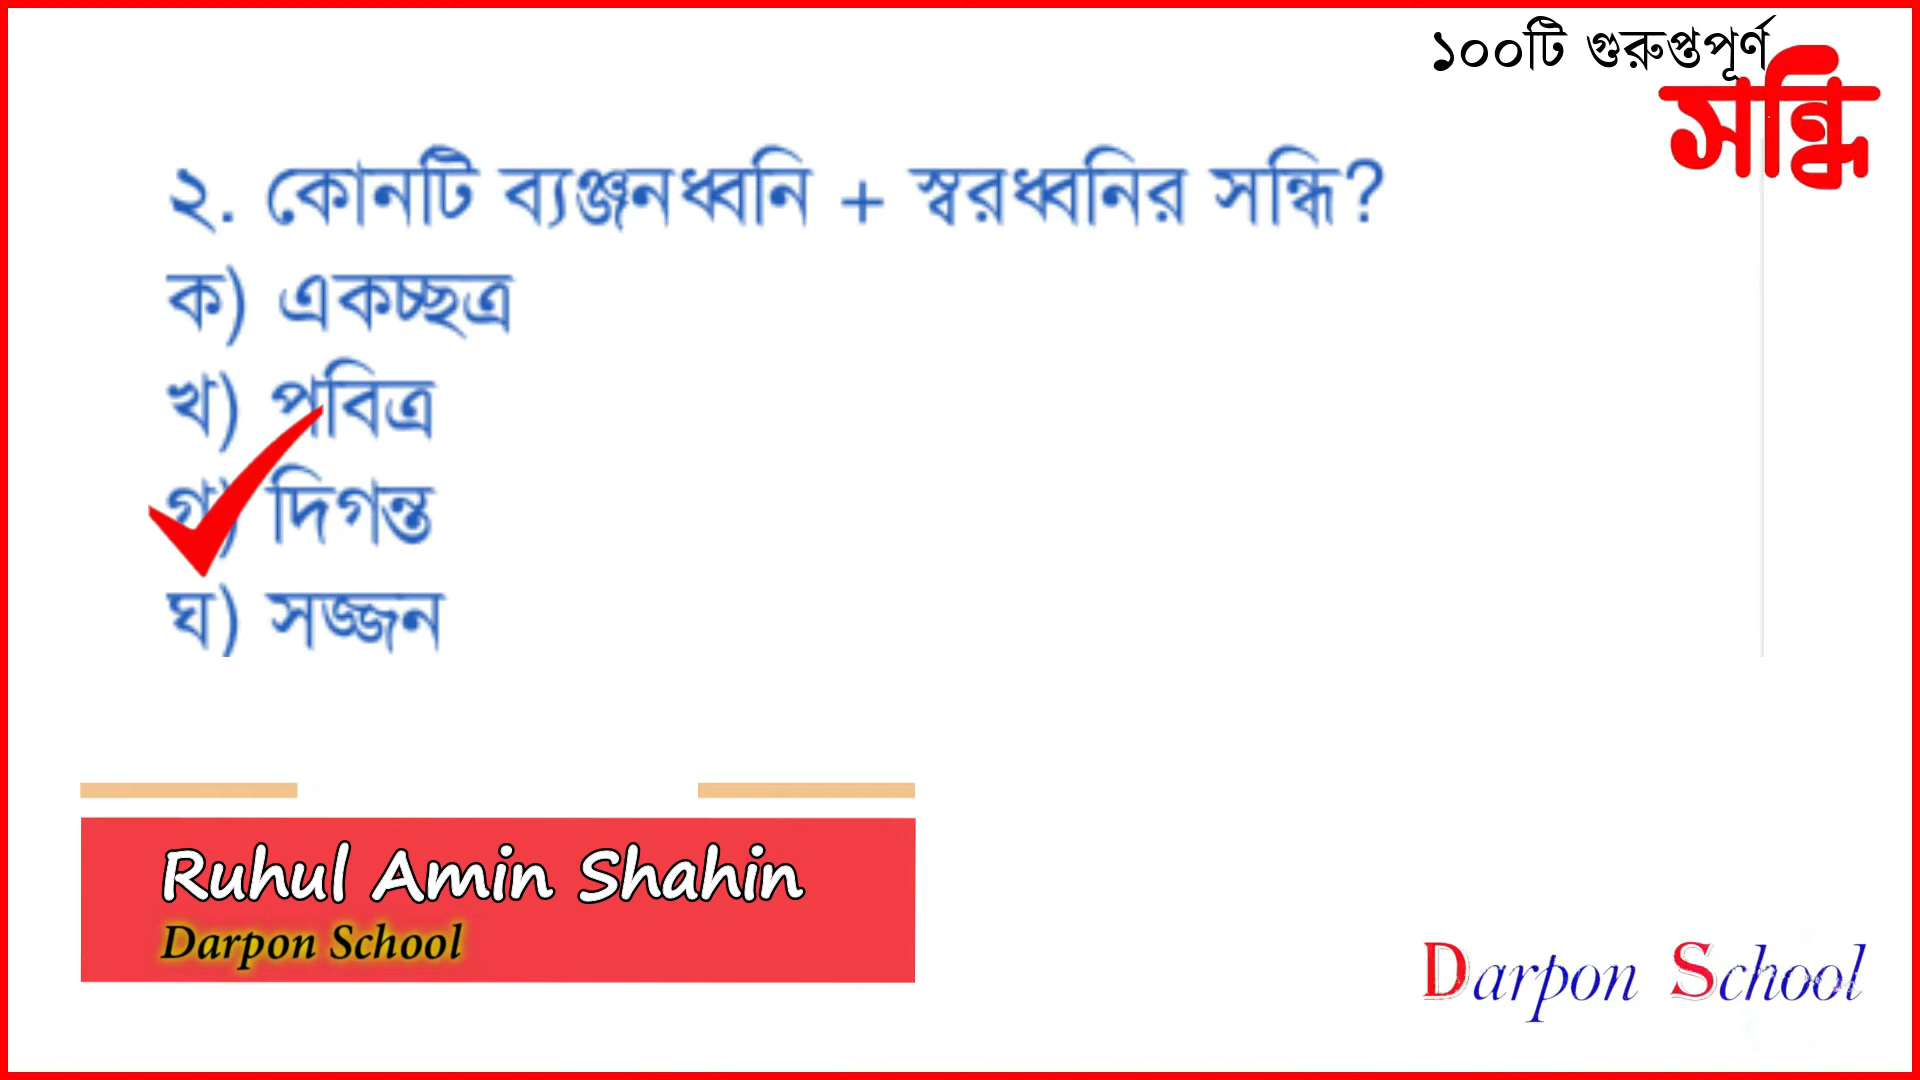 ১০০টি গুরুপ্তপূর্ণ
সন্ধি
২. কোনটি ব্যঞ্জনধ্বনি + স্বরধ্বনির সন্ধি?
ক) একচ্ছত্র
খ) পবিত্র
গ) দিগন্ত
ঘ) সজ্জন
Ruhul Amin Shahin
Darpon School
Darpon School